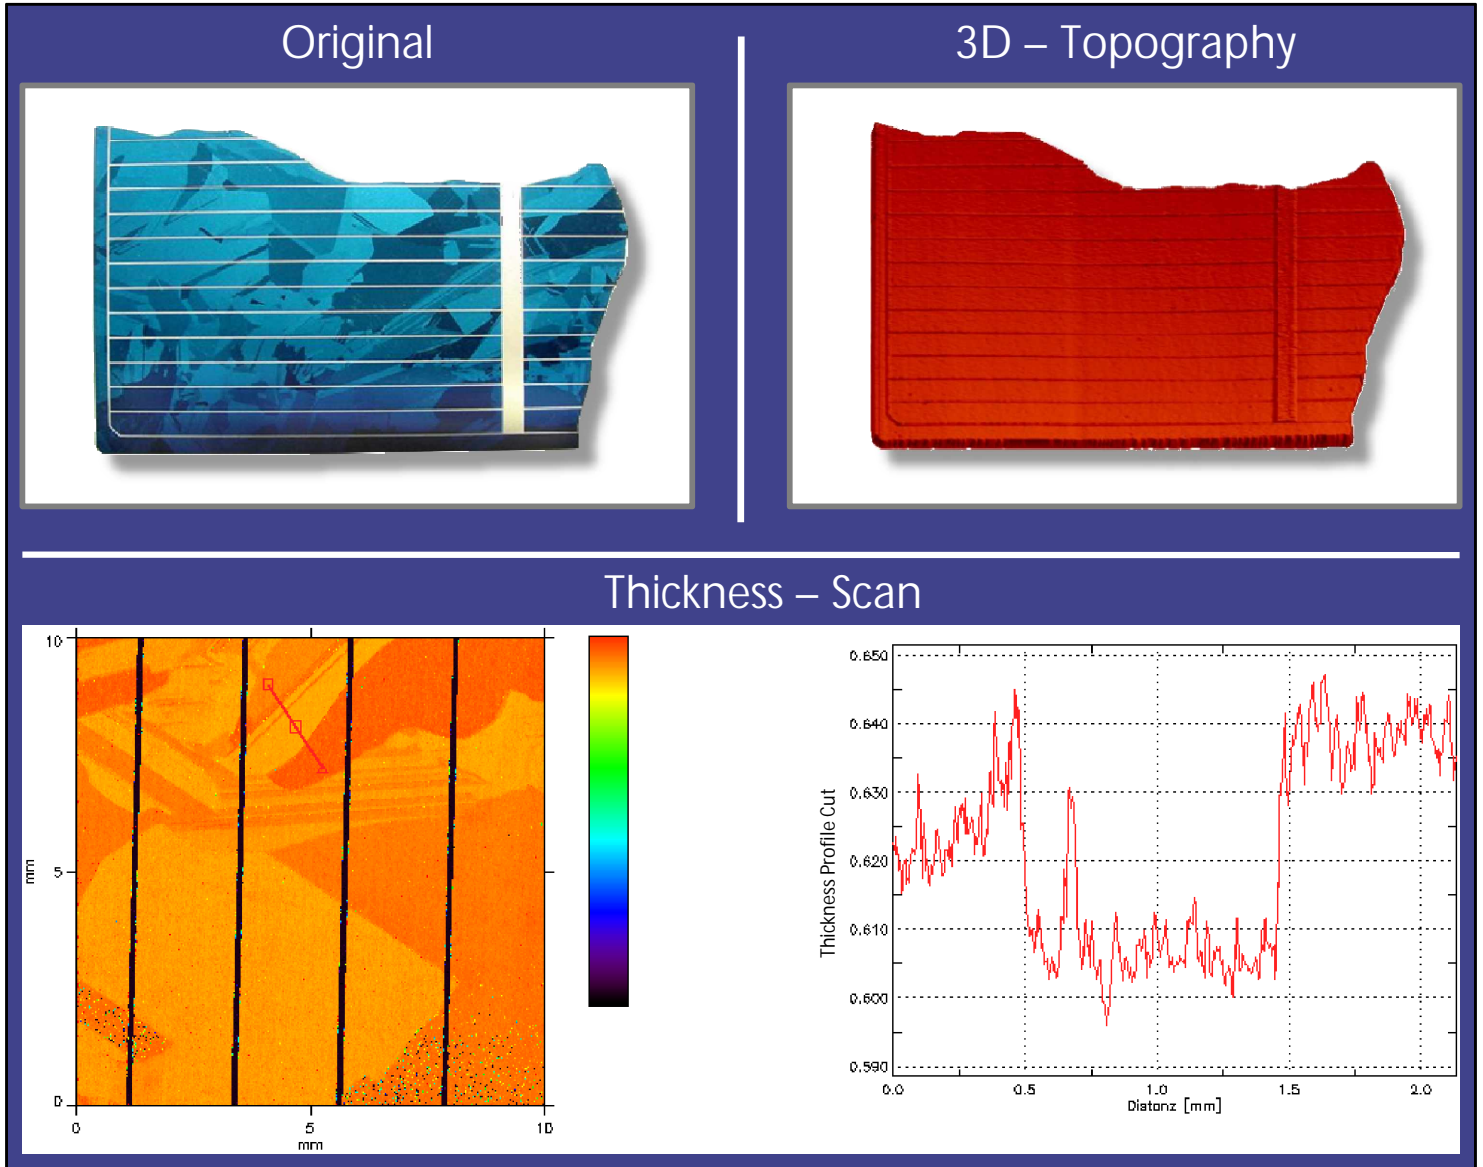 Original
3D – Topography
Thickness – Scan
10
5
0
mm
0
5
10
mm
0.650
0.640
0.630
0.620
0.610
0.600
0.590
Thickness Profile Cut
0.0
0.5
1.0
1.5
2.0
Distanz [mm]